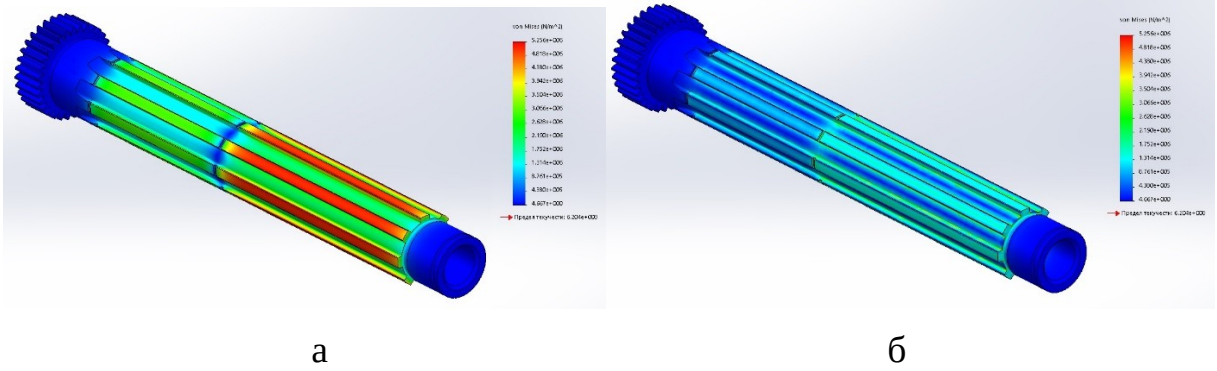 von Mises (N/m^2)
5.256e+006
4.818e+006
4.380e+006
3.942e+006
3.504e+006
3.066e+006
2.628e+006
2.190e+006
1.752e+006
1.314e+006
8.761e+005
4.380e+005
4.667e+000
Предел текучести: 6.204e+008
von Mises (N/m^2)
5.256e+006
4.818e+006
4.380e+006
3.942e+006
3.504e+006
3.066e+006
2.628e+006
2.190e+006
1.752e+006
1.314e+006
8.761e+005
4.380e+005
4.667e+000
Предел текучести: 6.204e+008
а
б